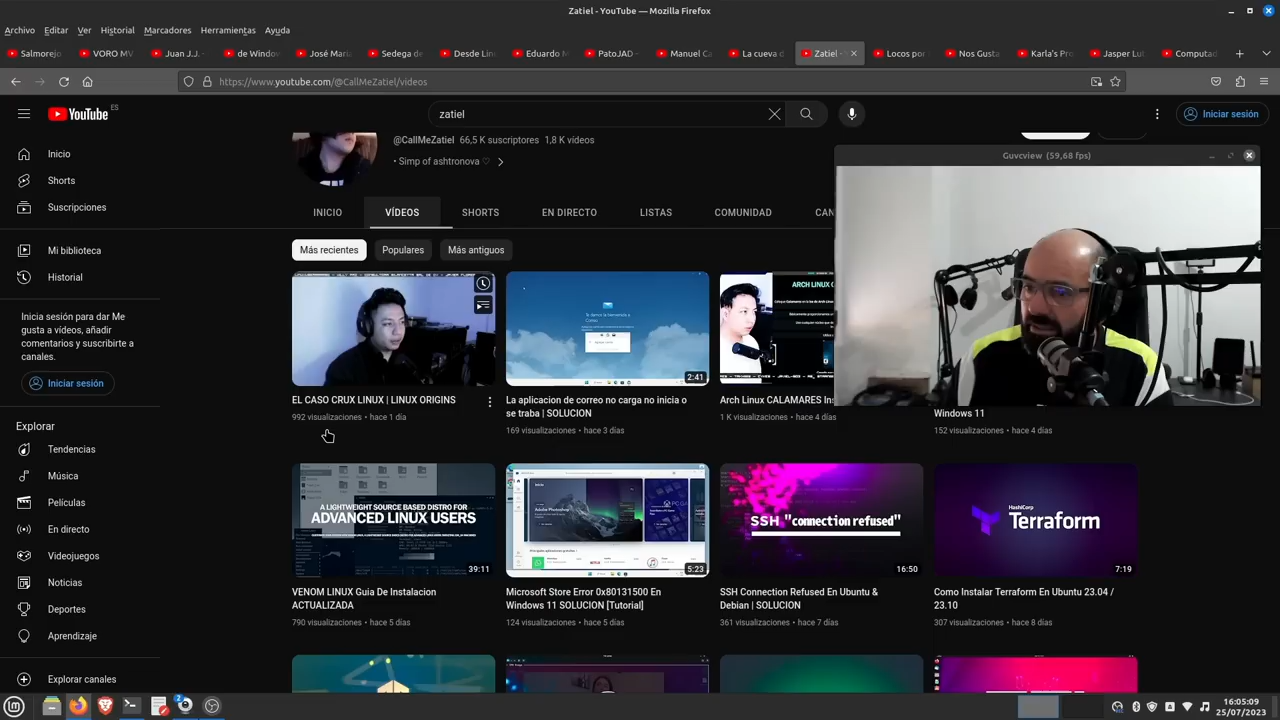 Zatiel - YouTube — Mozilla Firefox
Archivo Editar Ver Historial Marcadores Herramientas Ayuda
Salmorejo
VORO MV
Juan J.J. -
de Window
José María
Sedega de
Desde Linu
Eduardo M
PatoJAD -
Manuel Ca
La cueva d
Zatiel - Y
Locos por
Nos Gusta
Karla's Pro
Jasper Lut
Computad
https://www.youtube.com/@CallMeZatiel/videos
YouTube ES
zatiel
Iniciar sesión
@CallMeZatiel 66,5 K suscriptores 1,8 K vídeos
• Simp of ashtronova ♡
INICIO VÍDEOS SHORTS EN DIRECTO LISTAS COMUNIDAD CAN
Más recientes Populares Más antiguos
Inicio
Shorts
Suscripciones
Mi biblioteca
Historial
Inicia sesión para dar Me
gusta a vídeos, añadir
comentarios y suscribirte a
canales.
Explorar
Tendencias
Música
Películas
En directo
Videojuegos
Noticias
Deportes
Aprendizaje
Explorar canales
Guvcview (59,68 fps)
2:41
ARCH LINUX C
EL CASO CRUX LINUX | LINUX ORIGINS
992 visualizaciones • hace 1 día
La aplicacion de correo no carga no inicia o
se traba | SOLUCION
169 visualizaciones • hace 3 días
Arch Linux CALAMARES Ins
1 K visualizaciones • hace 4 días
Windows 11
152 visualizaciones • hace 4 días
A LIGHTWEIGHT SOURCE BASED DISTRO FOR
ADVANCED LINUX USERS
39:11
5:23
SSH "connection refused"
16:30
HashiCorp
Terraform
7:19
VENOM LINUX Guia De Instalacion
ACTUALIZADA
790 visualizaciones • hace 5 días
Microsoft Store Error 0x80131500 En
Windows 11 SOLUCION [Tutorial]
124 visualizaciones • hace 5 días
SSH Connection Refused En Ubuntu &
Debian | SOLUCION
361 visualizaciones • hace 7 días
Como Instalar Terraform En Ubuntu 23.04 /
23.10
307 visualizaciones • hace 8 días
2
16:05:09
25/07/2023